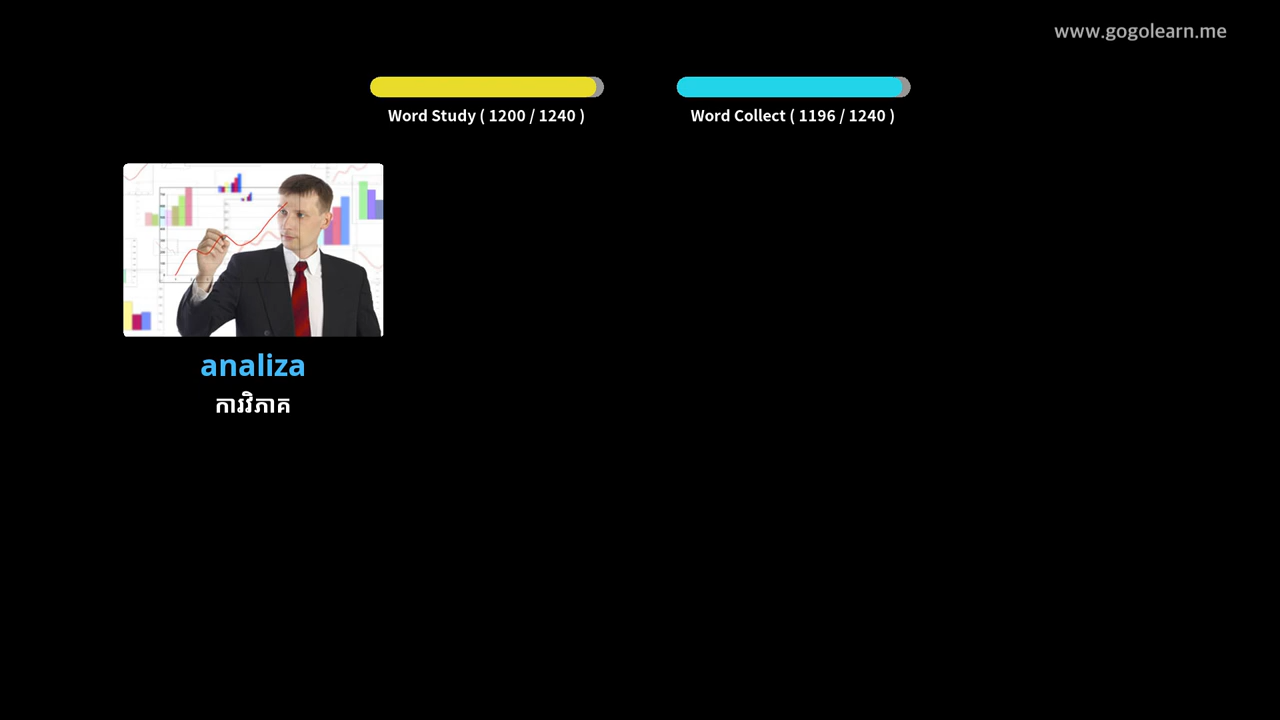 www.gogolearn.me
Word Study ( 1200 / 1240 )
Word Collect ( 1196 / 1240 )
analiza
ការវិភាគ